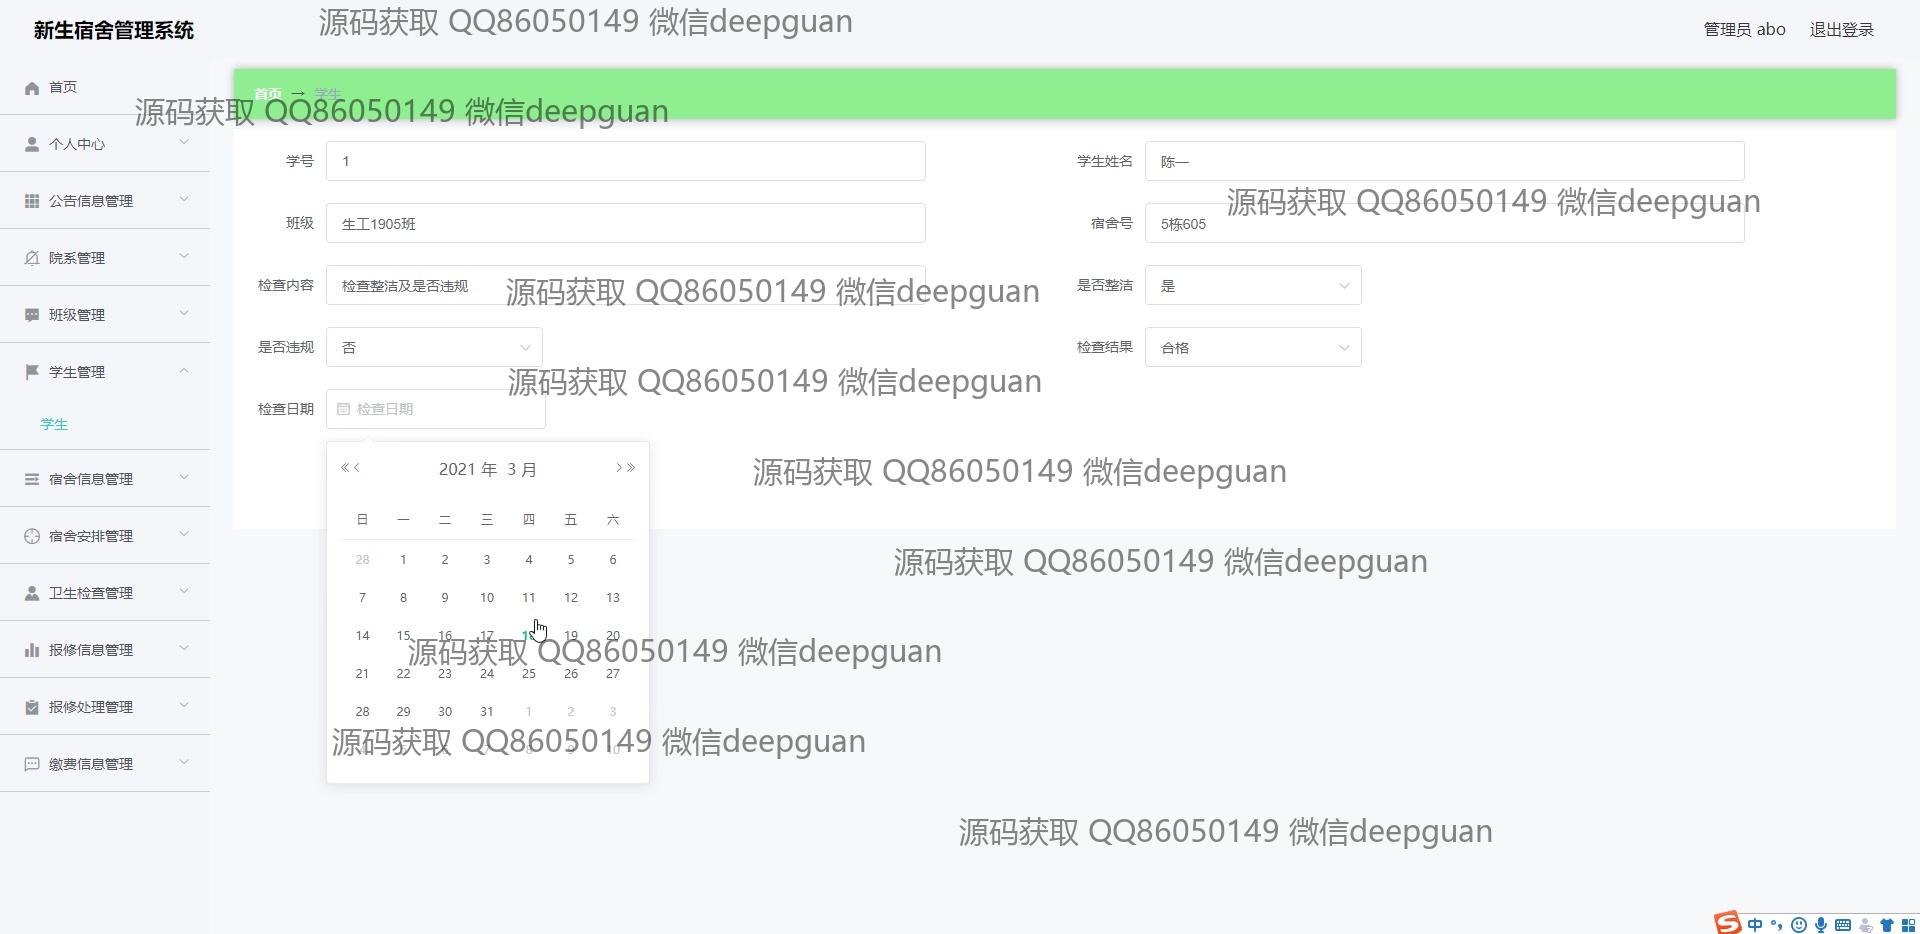 新生宿舍管理系统
源码获取 QQ86050149 微信deepguan
管理员 abo 退出登录
首页
首页 → 学生
源码获取 QQ86050149 微信deepguan
个人中心
学号 1
学生姓名 陈一
公告信息管理
源码获取 QQ86050149 微信deepguan
班级 生工1905班
宿舍号 5栋605
院系管理
检查内容 检查整洁及是否违规
源码获取 QQ86050149 微信deepguan
是否整洁 是
班级管理
是否违规 否
检查结果 合格
学生管理
源码获取 QQ86050149 微信deepguan
检查日期 检查日期
学生
2021 年 3 月
源码获取 QQ86050149 微信deepguan
宿舍信息管理
日 一 二 三 四 五 六
宿舍安排管理
28 1 2 3 4 5 6
源码获取 QQ86050149 微信deepguan
卫生检查管理
7 8 9 10 11 12 13
14 15 16 17 19 20
报修信息管理
源码获取 QQ86050149 微信deepguan
21 22 23 24 25 26 27
报修处理管理
28 29 30 31 1 2 3
源码获取 QQ86050149 微信deepguan
缴费信息管理
源码获取 QQ86050149 微信deepguan
中